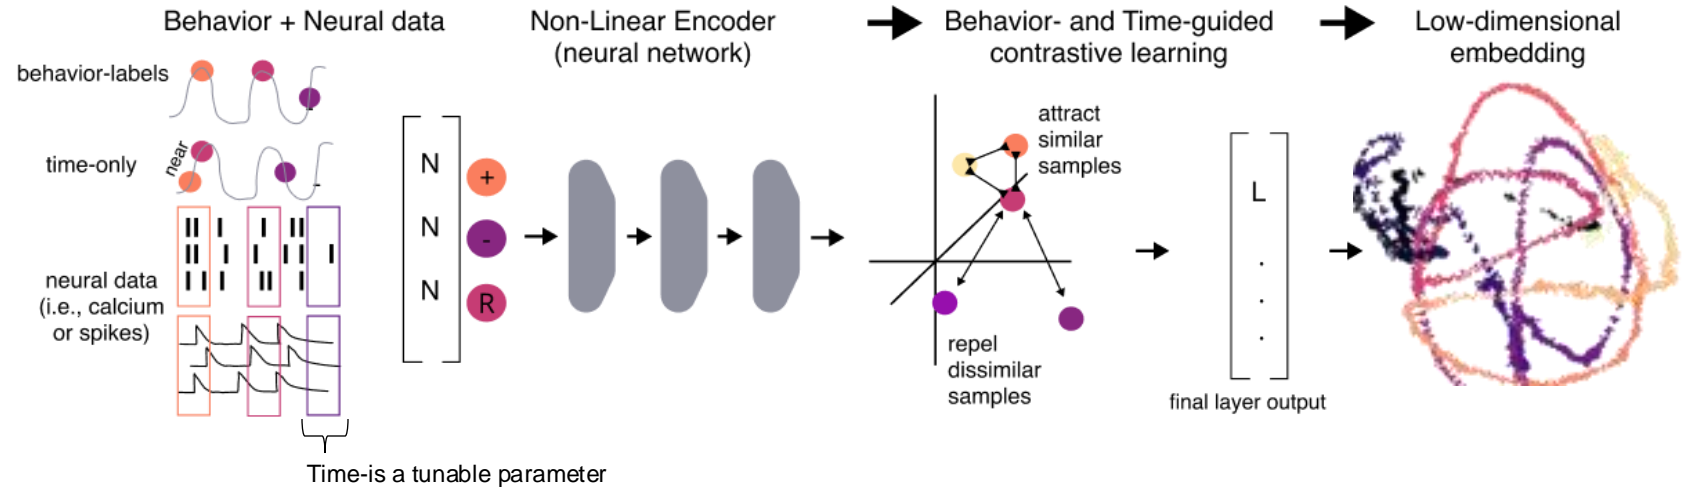 Behavior + Neural data
behavior-labels
time-only
near
neural data
(i.e., calcium
or spikes)
Time-is a tunable parameter
Non-Linear Encoder
(neural network)
N
N
N
+
-
R
Behavior- and Time-guided
contrastive learning
attract
similar
samples
repel
dissimilar
samples
L
.
.
.
final layer output
Low-dimensional
embedding